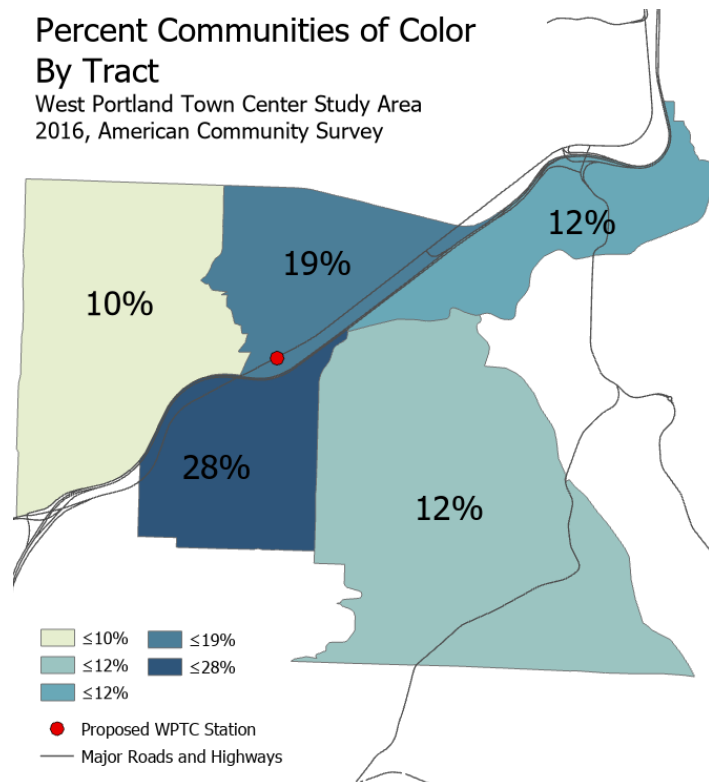 Percent Communities of Color
By Tract
West Portland Town Center Study Area
2016, American Community Survey
12%
19%
10%
28%
12%
≤10%
≤19%
≤12%
≤28%
≤12%
Proposed WPTC Station
Major Roads and Highways